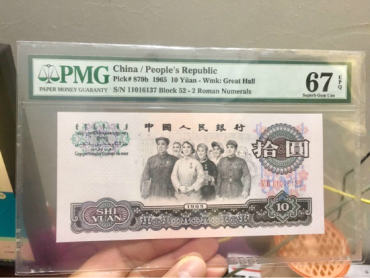 PMG
PAPER MONEY GUARANTY
China / People's Republic
Pick# 879b 1965 10 Yüan - Wmk: Great Hall
S/N 11016137 Block 52 - 2 Roman Numerals
67 EPQ
Superb Gem Unc
中国人民银行
拾圆
1965
SHI
YUAN
10